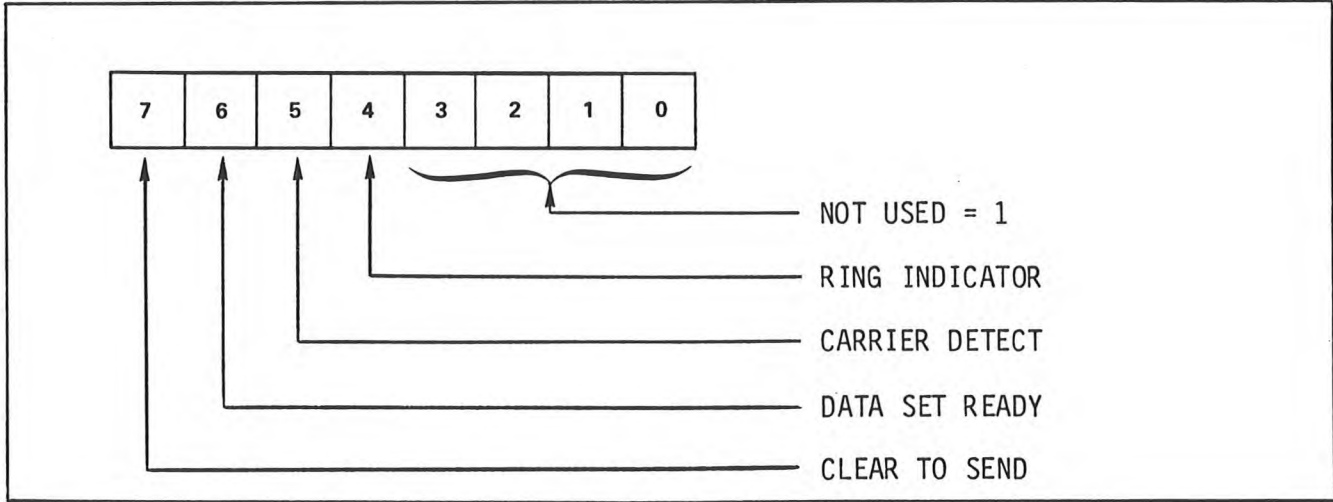 7 6 5 4 3 2 1 0
NOT USED = 1
RING INDICATOR
CARRIER DETECT
DATA SET READY
CLEAR TO SEND